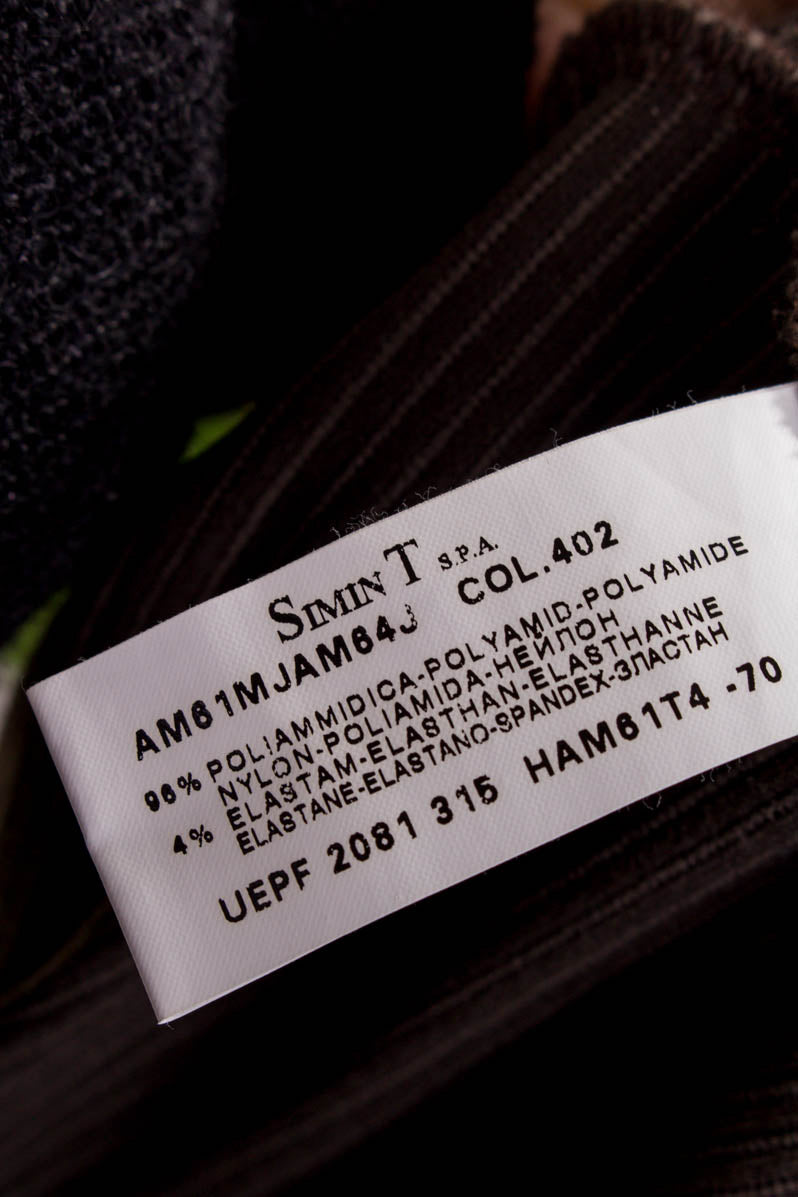 SIMINT S.P.A.
AM61MJAM64J COL.402
96% POLIAMMIDICA-POLYAMID-POLYAMIDE
NYLON-POLIAMIDA-НЕЙЛОН
4% ELASTAM-ELASTHAN-ELASTHANNE
ELASTANE-ELASTANO-SPANDEX-ЗЛАСТАН
UEPF 2081 315 HAM61T4 -70